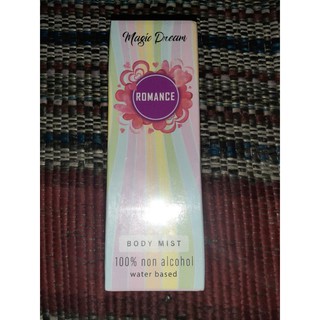 Magic Dream
ROMANCE
BODY MIST
100% non alcohol
water based